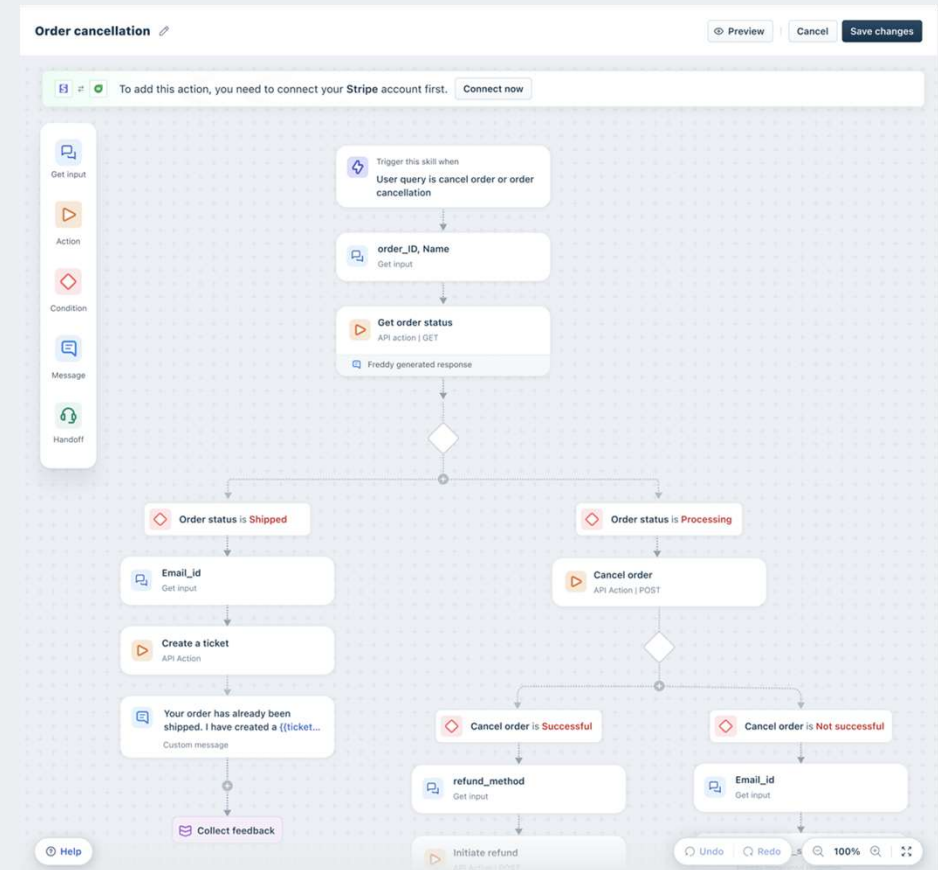 Order cancellation
Preview
Cancel
Save changes
To add this action, you need to connect your Stripe account first.
Connect now
Get input
Action
Condition
Message
Handoff
Trigger this skill when
User query is cancel order or order
cancellation
order_ID, Name
Get input
Get order status
API action | GET
Freddy generated response
Order status is Shipped
Order status is Processing
Email_id
Get input
Cancel order
API Action | POST
Create a ticket
API Action
Your order has already been
shipped. I have created a {{ticket...
Custom message
Cancel order is Successful
Cancel order is Not successful
refund_method
Get input
Email_id
Get input
Collect feedback
Initiate refund
Help
Undo
Redo
100%